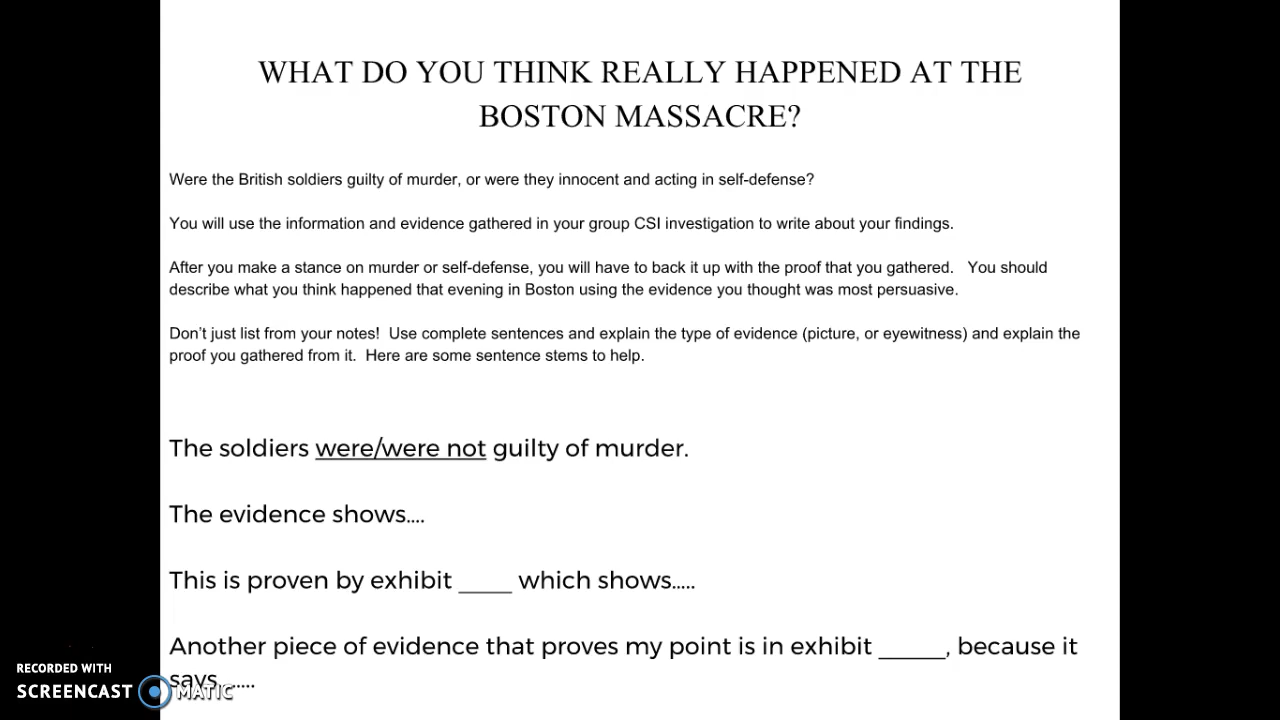 WHAT DO YOU THINK REALLY HAPPENED AT THE
BOSTON MASSACRE?
Were the British soldiers guilty of murder, or were they innocent and acting in self-defense?
You will use the information and evidence gathered in your group CSI investigation to write about your findings.
After you make a stance on murder or self-defense, you will have to back it up with the proof that you gathered.   You should
describe what you think happened that evening in Boston using the evidence you thought was most persuasive.
Don’t just list from your notes!  Use complete sentences and explain the type of evidence (picture, or eyewitness) and explain the
proof you gathered from it.  Here are some sentence stems to help.
The soldiers were/were not guilty of murder.
The evidence shows....
This is proven by exhibit ____ which shows.....
Another piece of evidence that proves my point is in exhibit _____, because it
says.......
RECORDED WITH
SCREENCAST MATIC